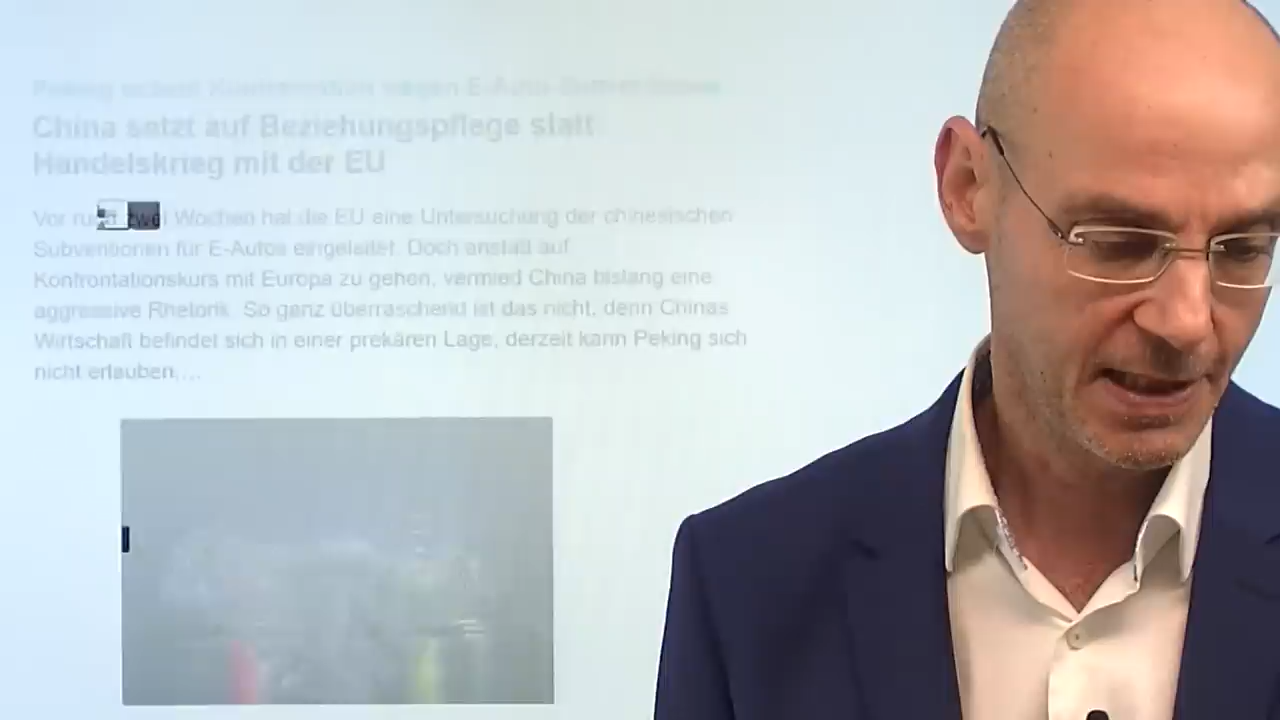 Peking scheut Konfrontation wegen E-Auto-
China setzt auf Beziehungspflege statt
Handelskrieg mit der EU
Vor rund zwei Wochen hat die EU eine Untersuchung der chinesischen
Subventionen für E-Autos eingeleitet. Doch anstatt auf
Konfrontationskurs mit Europa zu gehen, vermied China bislang eine
aggressive Rhetorik. So ganz überraschend ist das nicht, denn Chinas
Wirtschaft befindet sich in einer prekären Lage, derzeit kann Peking sich
nicht erlauben....